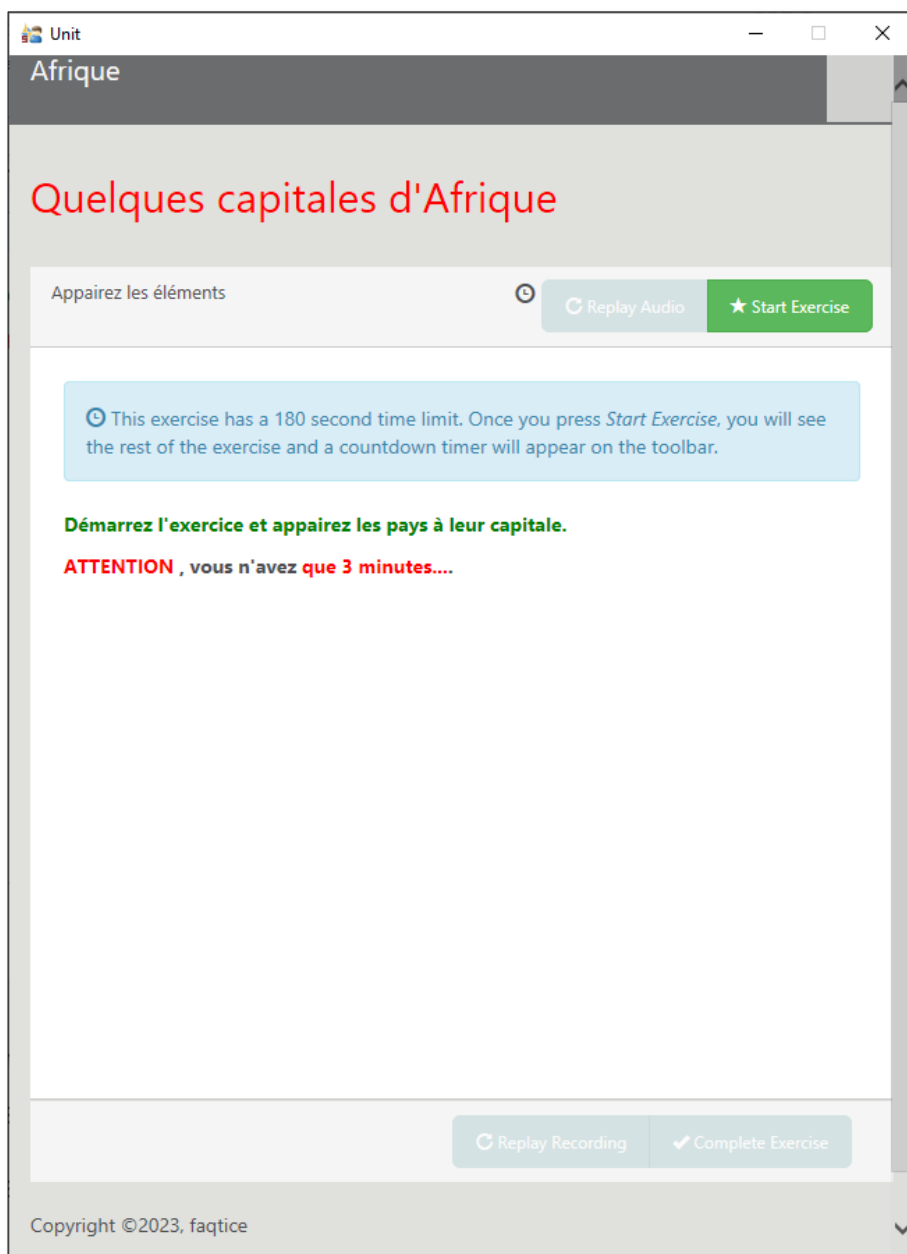 Unit
Afrique
Quelques capitales d'Afrique
Appairez les éléments
Replay Audio
Start Exercise
This exercise has a 180 second time limit. Once you press Start Exercise, you will see
the rest of the exercise and a countdown timer will appear on the toolbar.
Démarrez l'exercice et appairez les pays à leur capitale.
ATTENTION , vous n'avez que 3 minutes....
Replay Recording
Complete Exercise
Copyright ©2023, faqtice